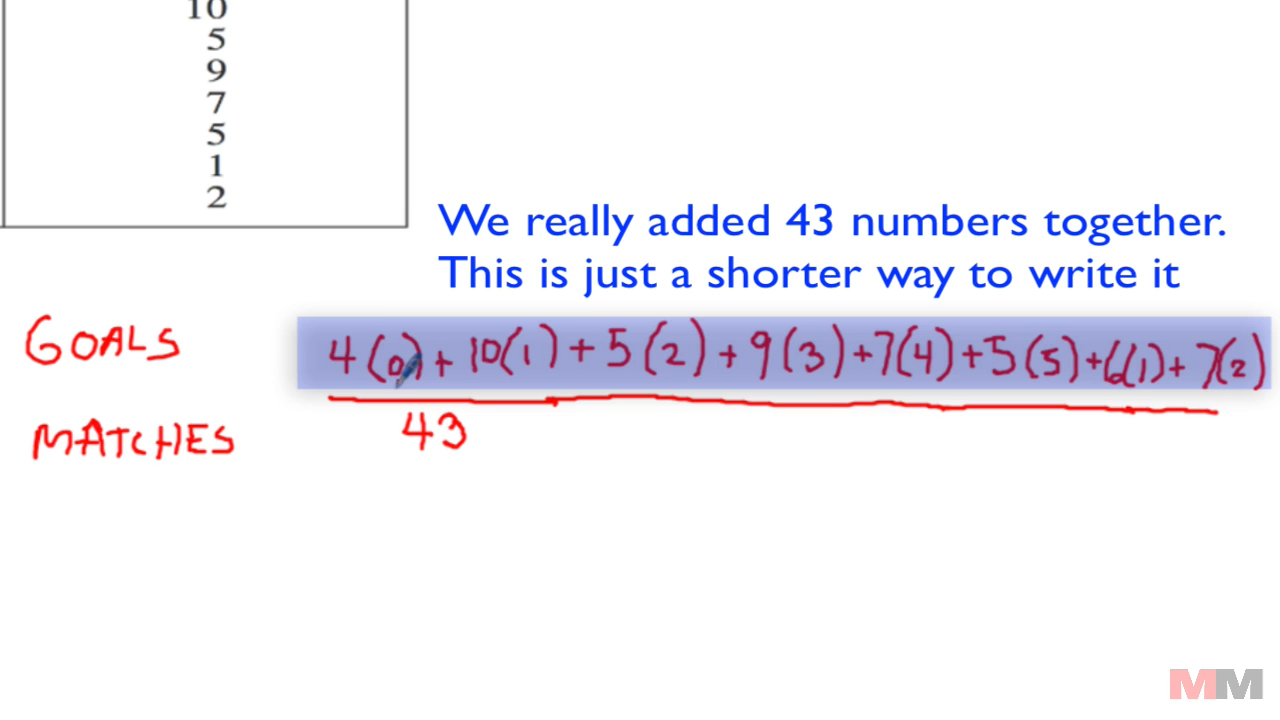 10
5
9
7
5
1
2
We really added 43 numbers together.
This is just a shorter way to write it
GOALS 4(0)+10(1)+5(2)+9(3)+7(4)+5(5)+6(1)+7(2)
MATCHES 43
MM